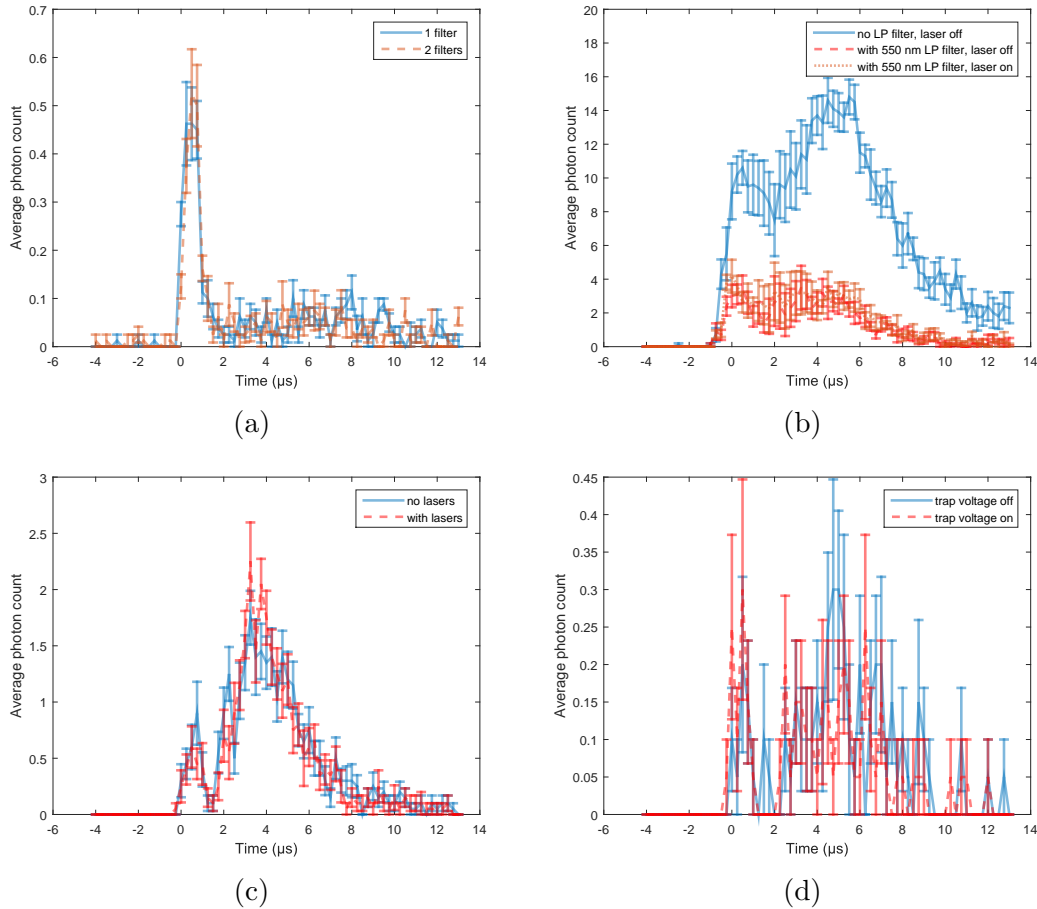 0.7
0.6
0.5
0.4
0.3
0.2
0.1
0
-6 -4 -2 0 2 4 6 8 10 12 14
Average photon count
Time (µs)
1 filter
2 filters
(a)
20
18
16
14
12
10
8
6
4
2
0
-6 -4 -2 0 2 4 6 8 10 12 14
Average photon count
Time (µs)
no LP filter, laser off
with 550 nm LP filter, laser off
with 550 nm LP filter, laser on
(b)
3
2.5
2
1.5
1
0.5
0
-6 -4 -2 0 2 4 6 8 10 12 14
Average photon count
Time (µs)
no lasers
with lasers
(c)
0.45
0.4
0.35
0.3
0.25
0.2
0.15
0.1
0.05
0
-6 -4 -2 0 2 4 6 8 10 12 14
Average photon count
Time (µs)
trap voltage off
trap voltage on
(d)